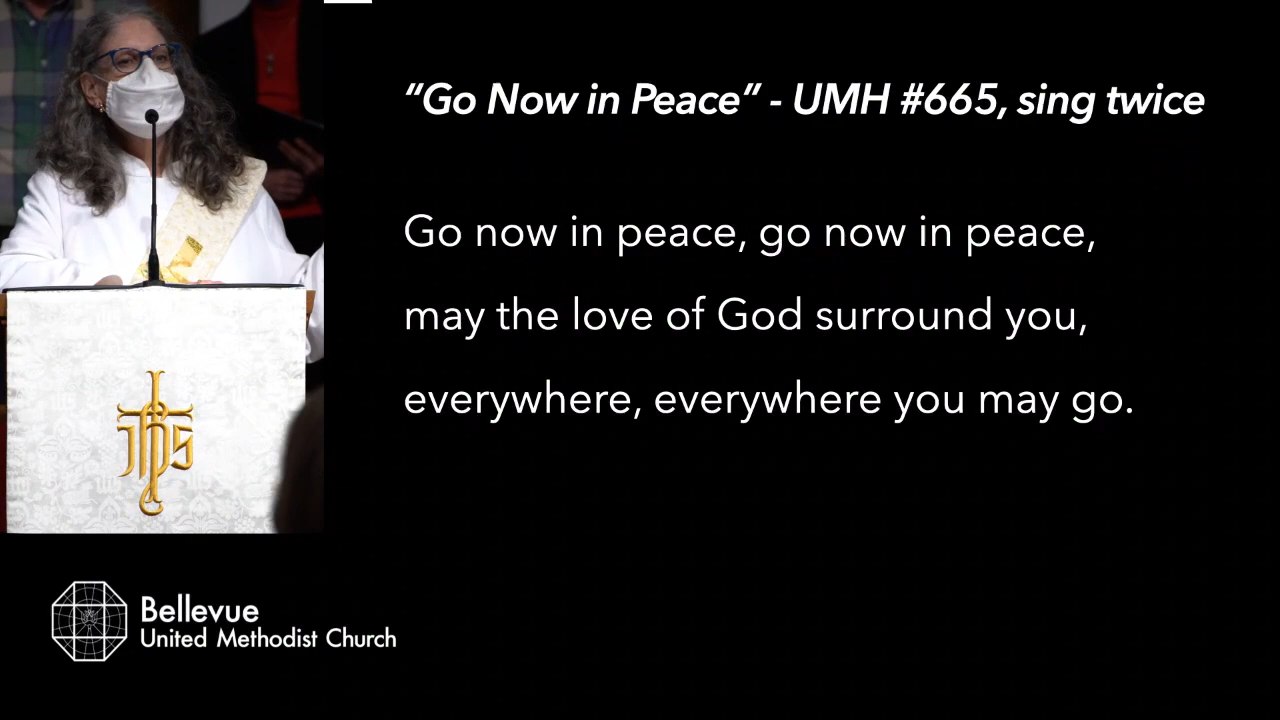 “Go Now in Peace” - UMH #665, sing twice
Go now in peace, go now in peace,
may the love of God surround you,
everywhere, everywhere you may go.
IHS
Bellevue
United Methodist Church